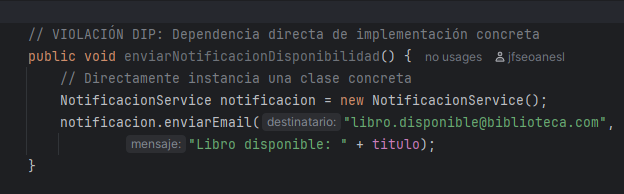 // VIOLACIÓN DIP: Dependencia directa de implementación concreta
public void enviarNotificacionDisponibilidad() { no usages jfseoanesl
// Directamente instancia una clase concreta
NotificacionService notificacion = new NotificacionService();
notificacion.enviarEmail( destinatario: "libro.disponible@biblioteca.com",
mensaje: "Libro disponible: " + titulo);
}